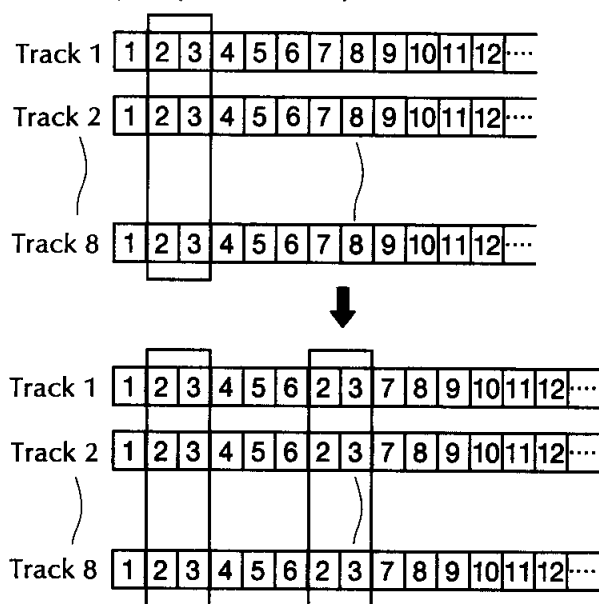 Track 1 1 2 3 4 5 6 7 8 9 10 11 12 ····
Track 2 1 2 3 4 5 6 7 8 9 10 11 12 ····
Track 8 1 2 3 4 5 6 7 8 9 10 11 12 ····
Track 1 1 2 3 4 5 6 2 3 7 8 9 10 11 12 ····
Track 2 1 2 3 4 5 6 2 3 7 8 9 10 11 12 ····
Track 8 1 2 3 4 5 6 2 3 7 8 9 10 11 12 ····